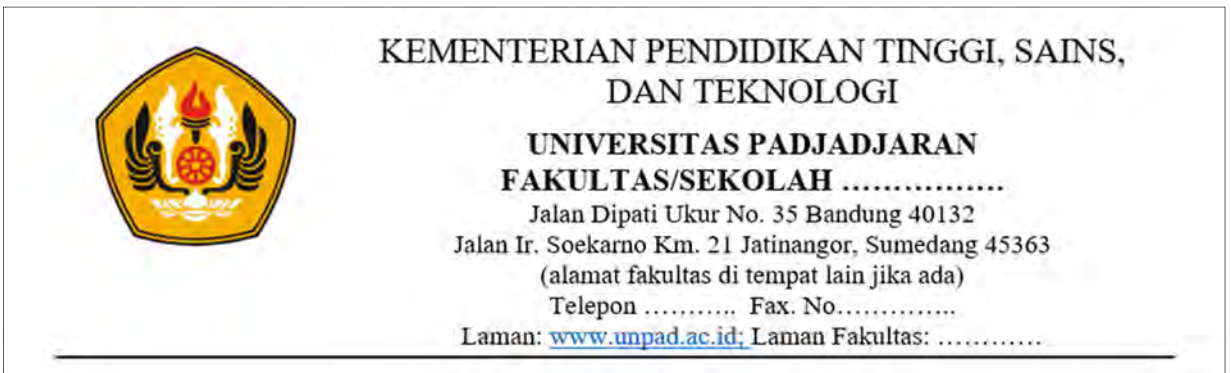 KEMENTERIAN PENDIDIKAN TINGGI, SAINS,
DAN TEKNOLOGI
UNIVERSITAS PADJADJARAN
FAKULTAS/SEKOLAH ................
Jalan Dipati Ukur No. 35 Bandung 40132
Jalan Ir. Soekarno Km. 21 Jatinangor, Sumedang 45363
(alamat fakultas di tempat lain jika ada)
Telepon ........... Fax. No..............
Laman: www.unpad.ac.id; Laman Fakultas: ............